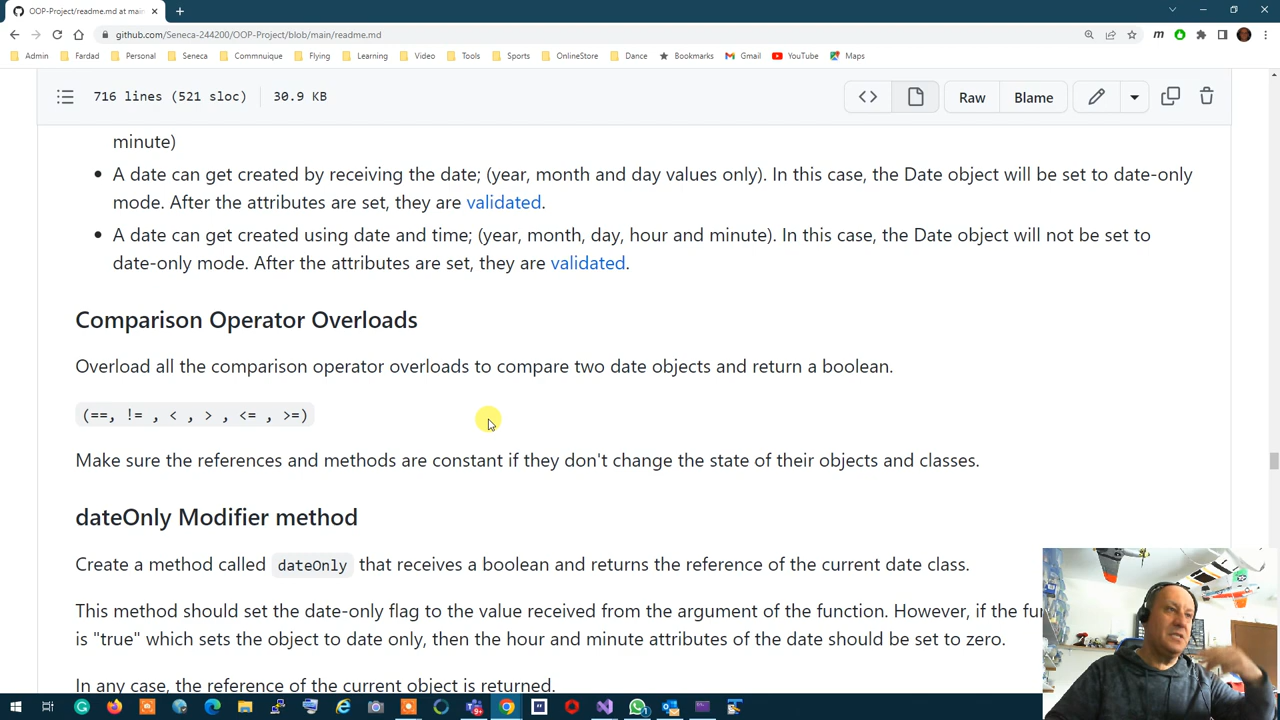 OOP-Project/readme.md at main
github.com/Seneca-244200/OOP-Project/blob/main/readme.md
Admin Fardad Personal Seneca Commnique Flying Learning Video Tools Sports OnlineStore Dance Bookmarks Gmail YouTube Maps
716 lines (521 sloc) 30.9 KB
Raw Blame
minute)
A date can get created by receiving the date; (year, month and day values only). In this case, the Date object will be set to date-only
mode. After the attributes are set, they are validated.
A date can get created using date and time; (year, month, day, hour and minute). In this case, the Date object will not be set to
date-only mode. After the attributes are set, they are validated.
Comparison Operator Overloads
Overload all the comparison operator overloads to compare two date objects and return a boolean.
(==, != , < , > , <= , >=)
Make sure the references and methods are constant if they don't change the state of their objects and classes.
dateOnly Modifier method
Create a method called dateOnly that receives a boolean and returns the reference of the current date class.
This method should set the date-only flag to the value received from the argument of the function. However, if the
is "true" which sets the object to date only, then the hour and minute attributes of the date should be set to zero.
In any case, the reference of the current object is returned.